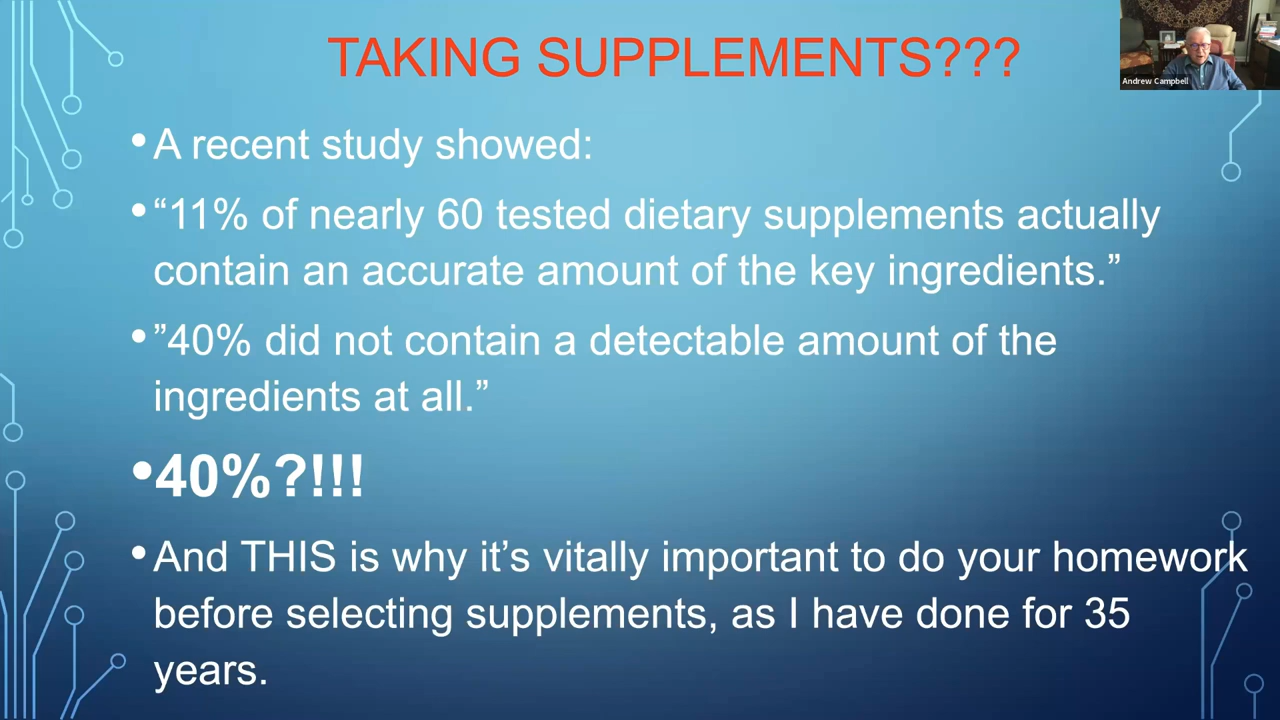 TAKING SUPPLEMENTS???
Andrew Campbell
•A recent study showed:
•“11% of nearly 60 tested dietary supplements actually
contain an accurate amount of the key ingredients.”
•”40% did not contain a detectable amount of the
ingredients at all.”
•40%?!!!
•And THIS is why it’s vitally important to do your homework
before selecting supplements, as I have done for 35
years.